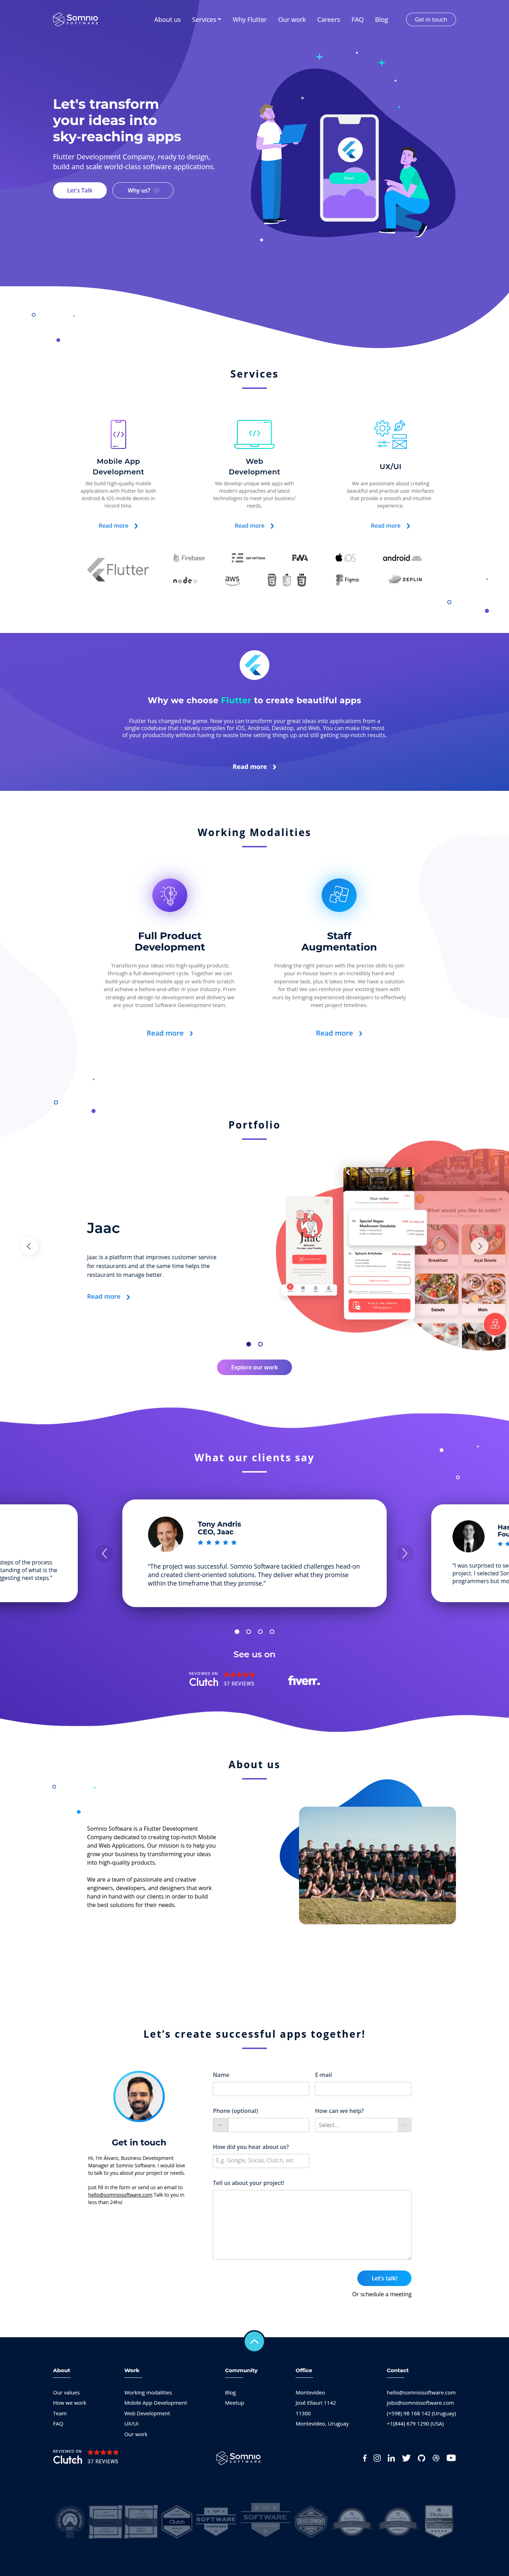 Somnio
SOFTWARE
About us
Services
Why Flutter
Our work
Careers
FAQ
Blog
Get in touch
Let's transform
your ideas into
sky-reaching apps
Flutter Development Company, ready to design,
build and scale world-class software applications.
Let's Talk
Why us?
Start
Services
Mobile App
Development
We build high-quality mobile
applications with Flutter for both
Android & iOS mobile devices in
record time.
Read more
Web
Development
We develop unique web apps with
modern approaches and latest
technologies to meet your business'
needs.
Read more
UX/UI
We are passionate about creating
beautiful and practical user interfaces
that provide a smooth and intuitive
experience.
Read more
Flutter
Firebase
serverless
PWA
iOS
android
node
aws
Figma
ZEPLIN
Why we choose Flutter to create beautiful apps
Flutter has changed the game. Now you can transform your great ideas into applications from a
single codebase that natively compiles for iOS, Android, Desktop, and Web. You can make the most
of your productivity without having to waste time setting things up and still getting top-notch results.
Read more
Working Modalities
Full Product
Development
Transform your ideas into high-quality products
through a full development cycle. Together we can
build your dreamed mobile app or web from scratch
and achieve a before-and-after in your industry. From
strategy and design to development and delivery we
are your trusted Software Development team.
Read more
Staff
Augmentation
Finding the right person with the precise skills to join
your in-house team is an incredibly hard and
expensive task, plus it takes time. We have a solution
for that! We can reinforce your existing team with
ours by bringing experienced developers to effectively
meet project timelines.
Read more
Portfolio
Jaac
Jaac is a platform that improves customer service
for restaurants and at the same time helps the
restaurant to manage better.
Read more
Jaac
Your order
Special Vegan
Mushroom Omelette
Spinach Artichoke
What would you like to order?
Breakfast
Açaí Bowls
Salads
Main
Explore our work
What our clients say
steps of the process
tanding of what is the
ggesting next steps."
Tony Andris
CEO, Jaac
"The project was successful. Somnio Software tackled challenges head-on
and created client-oriented solutions. They deliver what they promise
within the timeframe that they promise."
Has
Fou
"I was surprised to se
project. I selected Sor
programmers but mo
See us on
REVIEWED ON
Clutch
37 REVIEWS
fiverr.
About us
Somnio Software is a Flutter Development
Company dedicated to creating top-notch Mobile
and Web Applications. Our mission is to help you
grow your business by transforming your ideas
into high-quality products.
We are a team of passionate and creative
engineers, developers, and designers that work
hand in hand with our clients in order to build
the best solutions for their needs.
Let's create successful apps together!
Get in touch
Hi, I'm Álvaro, Business Development
Manager at Somnio Software. I would love
to talk to you about your project or needs.
Just fill in the form or send us an email to
hello@somniosoftware.com Talk to you in
less than 24hs!
Name
E-mail
Phone (optional)
How can we help?
Select...
How did you hear about us?
E.g. Google, Social, Clutch, etc
Tell us about your project!
Let's talk!
Or schedule a meeting
About
Our values
How we work
Team
FAQ
Work
Working modalities
Mobile App Development
Web Development
UX/UI
Our work
Community
Blog
Meetup
Office
Montevideo
José Ellauri 1142
11300
Montevideo, Uruguay
Contact
hello@somniosoftware.com
jobs@somniosoftware.com
(+598) 98 168 142 (Uruguay)
+1(844) 679 1290 (USA)
REVIEWED ON
Clutch
37 REVIEWS
Somnio
SOFTWARE
Clutch
SOFTWARE
SOFTWARE
DEVELOPMENT